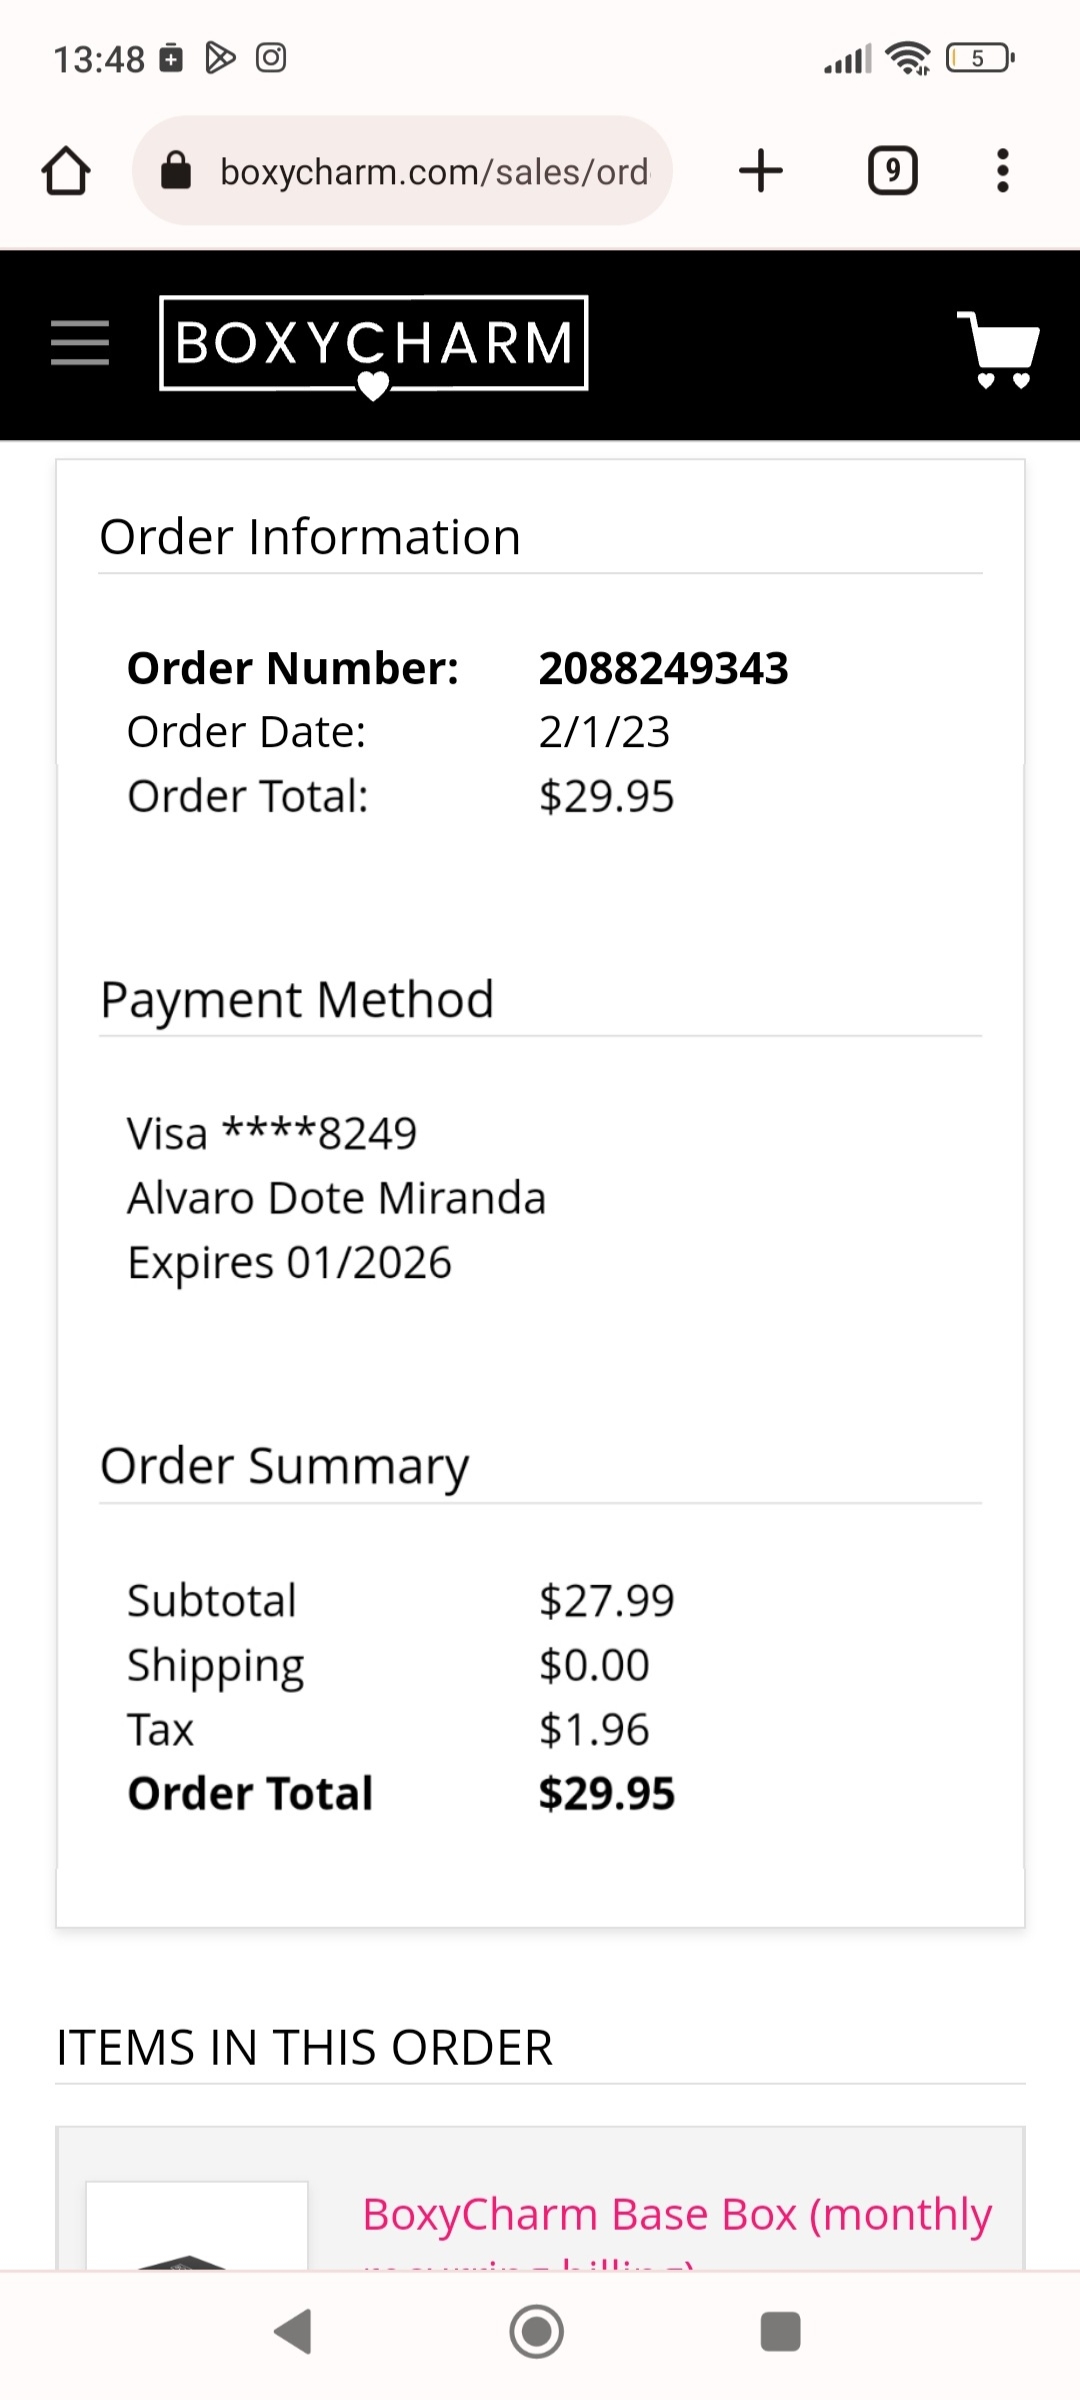 13:48
5
boxycharm.com/sales/ord
9
BOXYCHARM
Order Information
Order Number: 2088249343
Order Date: 2/1/23
Order Total: $29.95
Payment Method
Visa ****8249
Alvaro Dote Miranda
Expires 01/2026
Order Summary
Subtotal $27.99
Shipping $0.00
Tax $1.96
Order Total $29.95
ITEMS IN THIS ORDER
BoxyCharm Base Box (monthly
recurring billing)